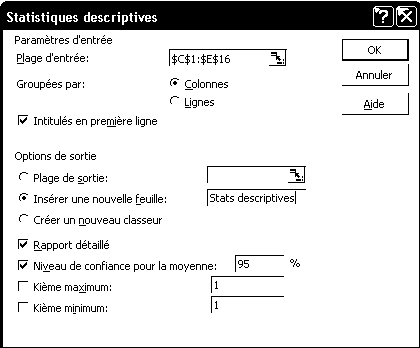 Statistiques descriptives
Paramètres d'entrée
Plage d'entrée: $C$1:$E$16
OK
Annuler
Groupées par: Colonnes
Lignes
Aide
Intitulés en première ligne
Options de sortie
Plage de sortie:
Insérer une nouvelle feuille: Stats descriptives
Créer un nouveau classeur
Rapport détaillé
Niveau de confiance pour la moyenne: 95 %
Kième maximum: 1
Kième minimum: 1